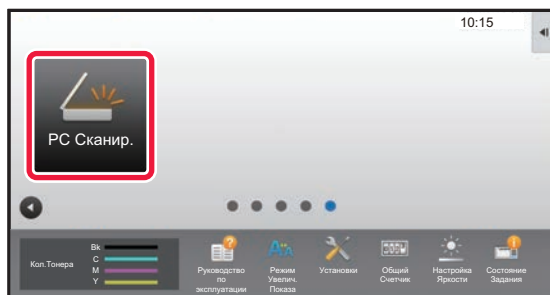 10:15
PC Сканир.
Кол.Тонера
Bk
C
M
Y
Руководство
по
эксплуатации
Режим
Увелич.
Показа
Установки
Общий
Счетчик
Настройка
Яркости
Состояние
Задания